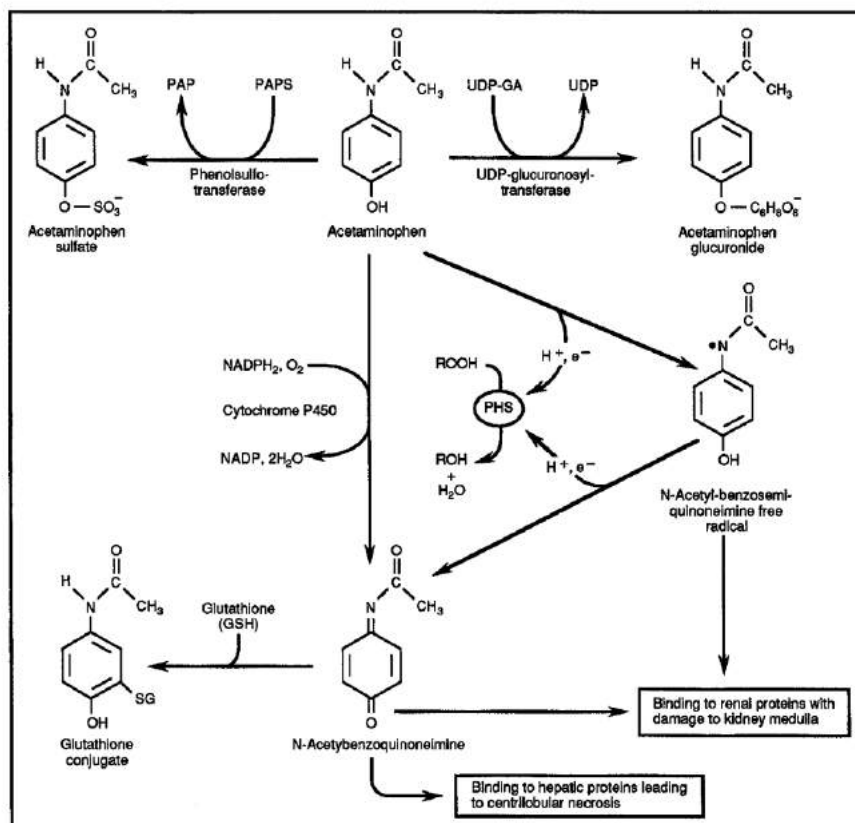 O
C
H
N
CH3
O—SO3−
Acetaminophen
sulfate
PAP
PAPS
Phenolsulfo-
transferase
O
C
H
N
CH3
OH
Acetaminophen
UDP-GA
UDP
UDP-glucuronosyl-
transferase
O
C
H
N
CH3
O—C6H8O6−
Acetaminophen
glucuronide
NADPH2, O2
Cytochrome P450
NADP, 2H2O
H+, e−
ROOH
PHS
ROH
+
H2O
H+, e−
O
C
•N
CH3
OH
N-Acetyl-benzosemi-
quinoneimine free
radical
O
C
H
N
CH3
SG
OH
Glutathione
conjugate
Glutathione
(GSH)
O
C
N
CH3
O
N-Acetybenzoquinoneimine
Binding to renal proteins with
damage to kidney medulla
Binding to hepatic proteins leading
to centrilobular necrosis